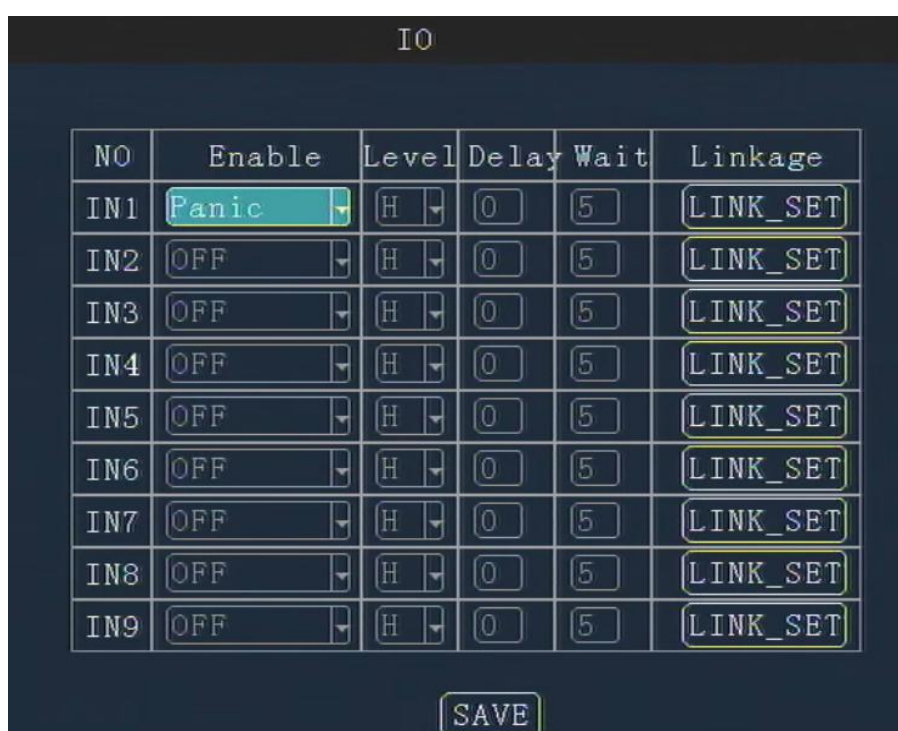 IO
NO Enable Level Delay Wait Linkage
IN1 Panic H 0 5 LINK_SET
IN2 OFF H 0 5 LINK_SET
IN3 OFF H 0 5 LINK_SET
IN4 OFF H 0 5 LINK_SET
IN5 OFF H 0 5 LINK_SET
IN6 OFF H 0 5 LINK_SET
IN7 OFF H 0 5 LINK_SET
IN8 OFF H 0 5 LINK_SET
IN9 OFF H 0 5 LINK_SET
SAVE